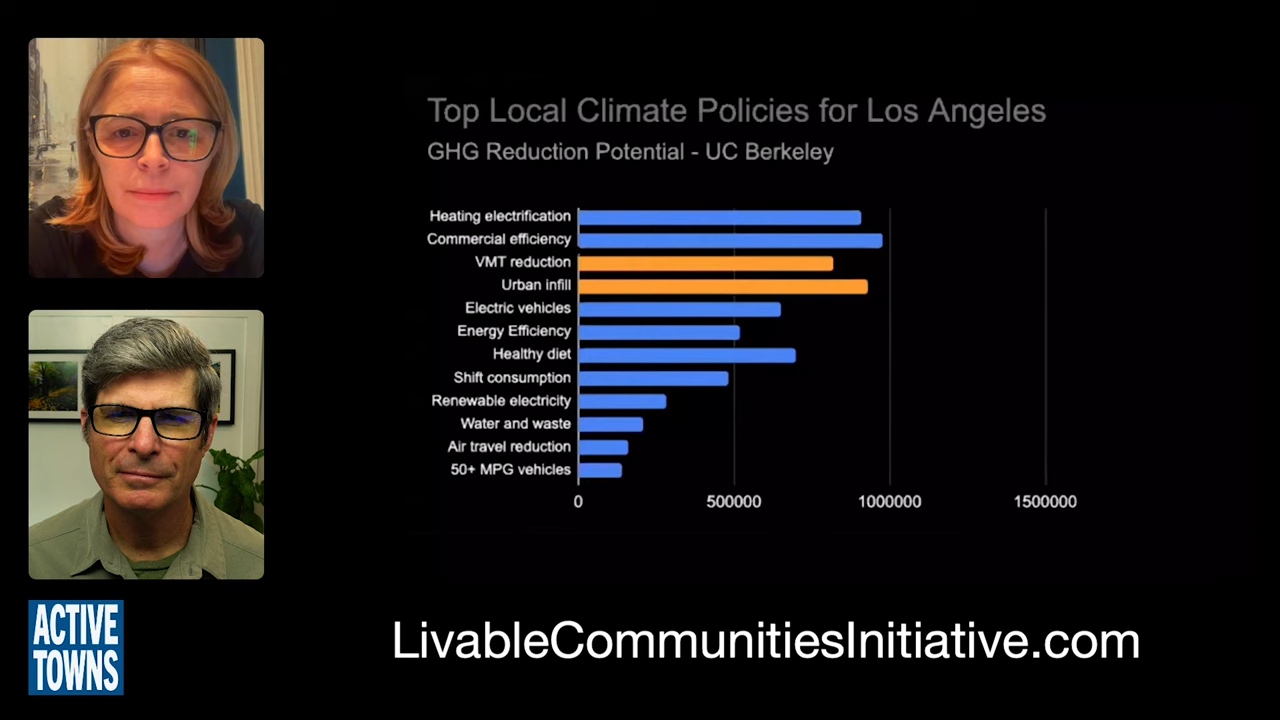 Top Local Climate Policies for Los Angeles
GHG Reduction Potential - UC Berkeley
Heating electrification
Commercial efficiency
VMT reduction
Urban infill
Electric vehicles
Energy Efficiency
Healthy diet
Shift consumption
Renewable electricity
Water and waste
Air travel reduction
50+ MPG vehicles
0 500000 1000000 1500000
ACTIVE
TOWNS
LivableCommunitiesInitiative.com